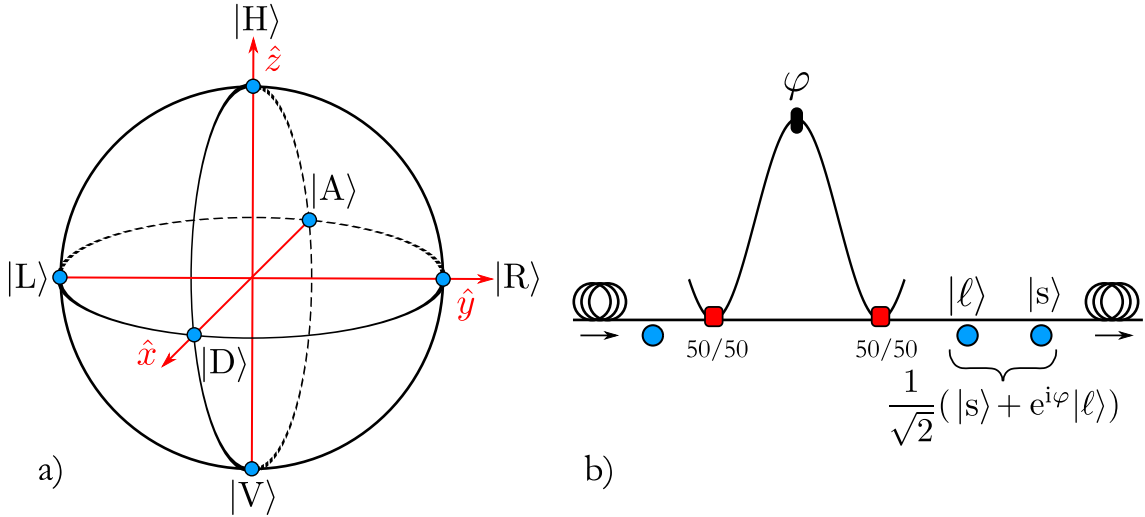 |H⟩
ẑ
|A⟩
|L⟩
|R⟩
ŷ
x̂
|D⟩
|V⟩
a)
φ
|ℓ⟩ |s⟩
50/50 50/50
1/√2 (|s⟩ + e^{iφ}|ℓ⟩)
b)